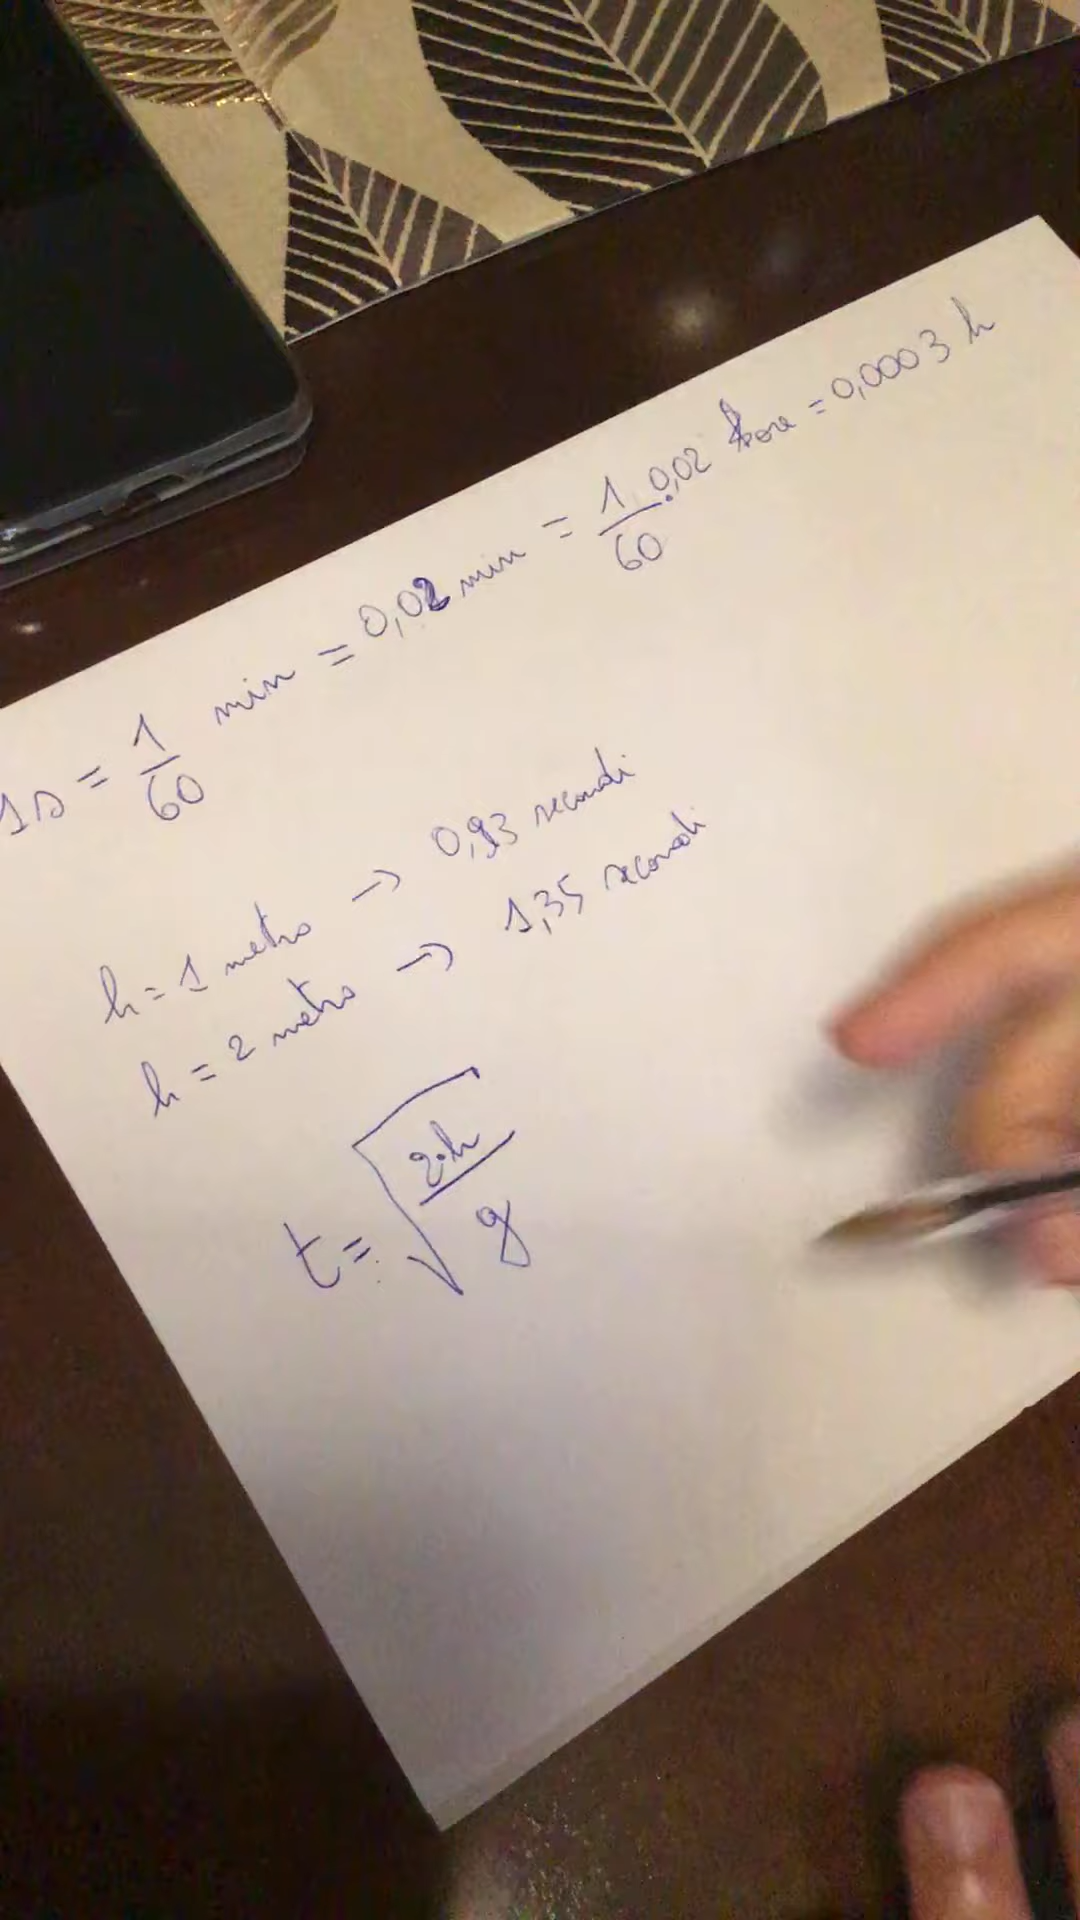 1s = 1/60 min = 0,02 min = 1/60 · 0,02 ore = 0,0003 h
h = 1 metro → 0,93 secondi
h = 2 metro → 1,35 secondi
t = √(2·h/g)